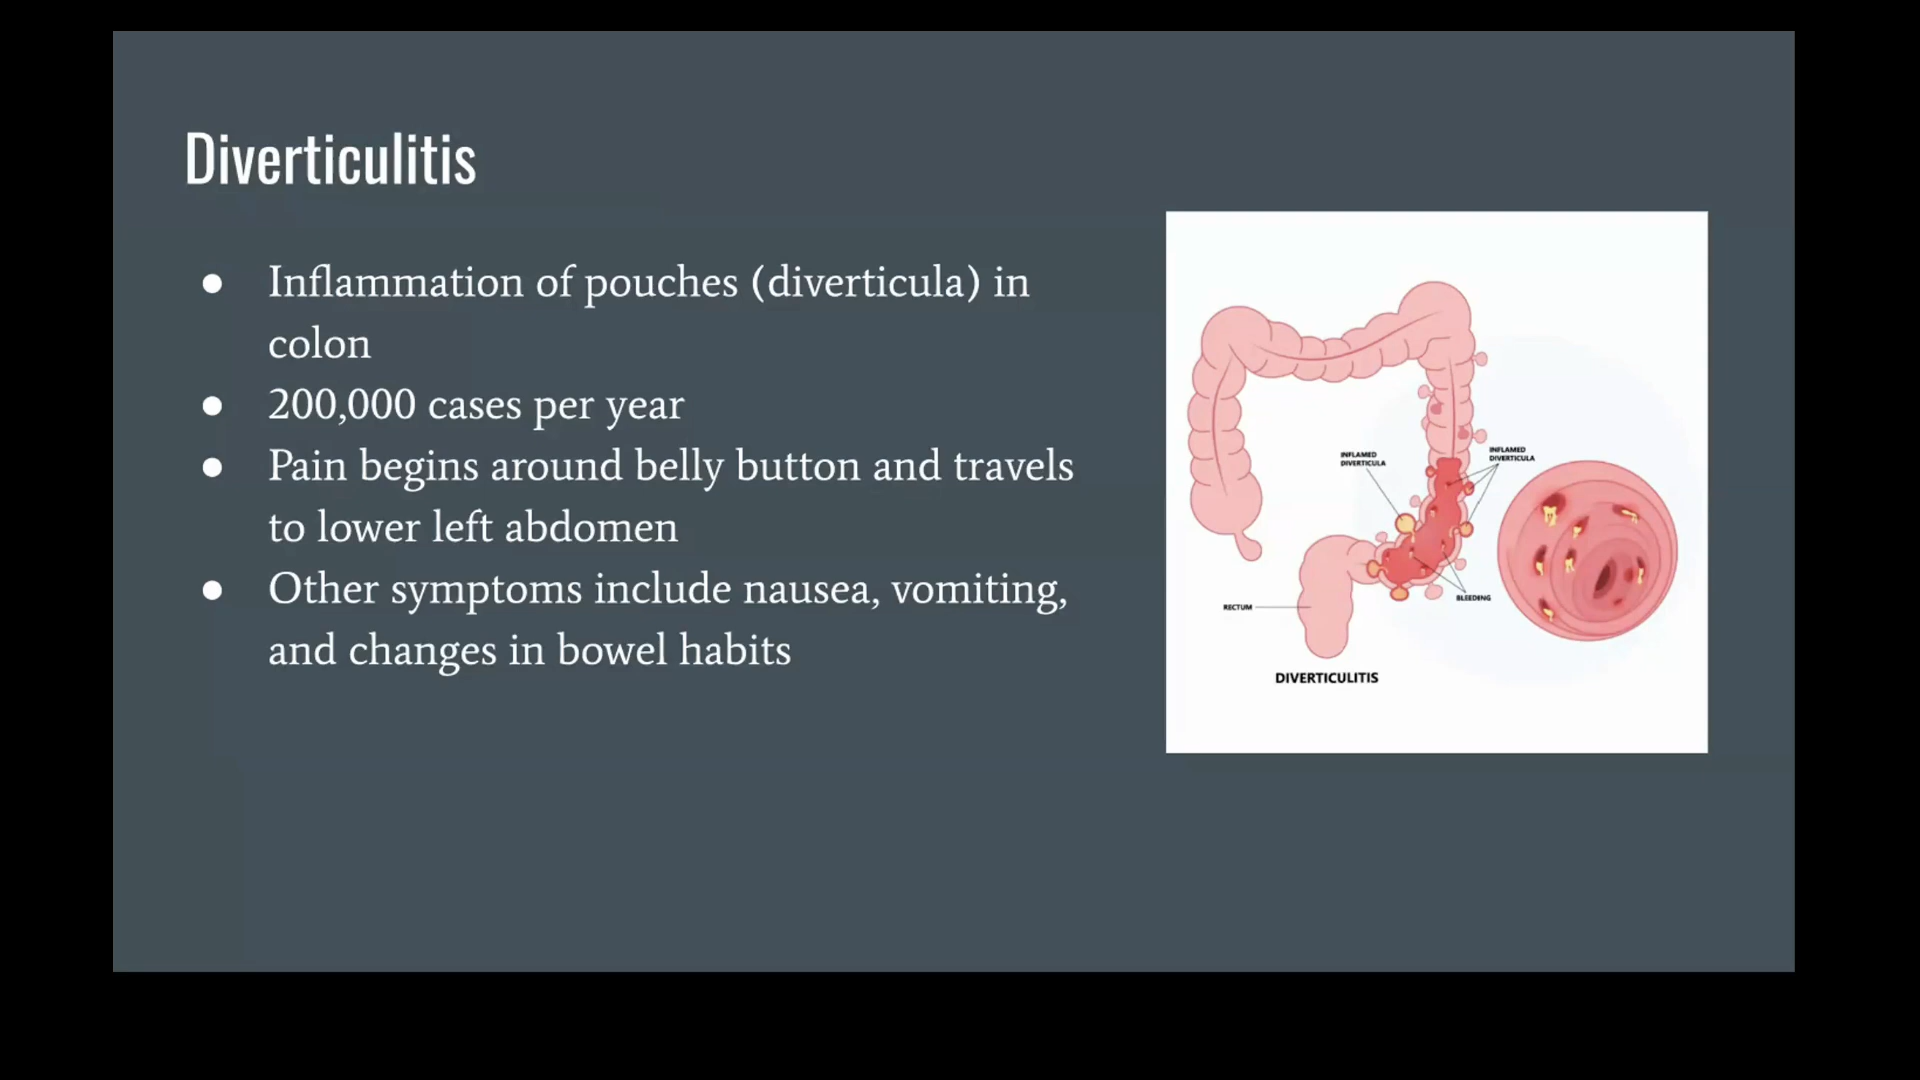 Diverticulitis
● Inflammation of pouches (diverticula) in
colon
● 200,000 cases per year
● Pain begins around belly button and travels
to lower left abdomen
● Other symptoms include nausea, vomiting,
and changes in bowel habits
INFLAMED
DIVERTICULA
INFLAMED
DIVERTICULA
BLEEDING
RECTUM
DIVERTICULITIS